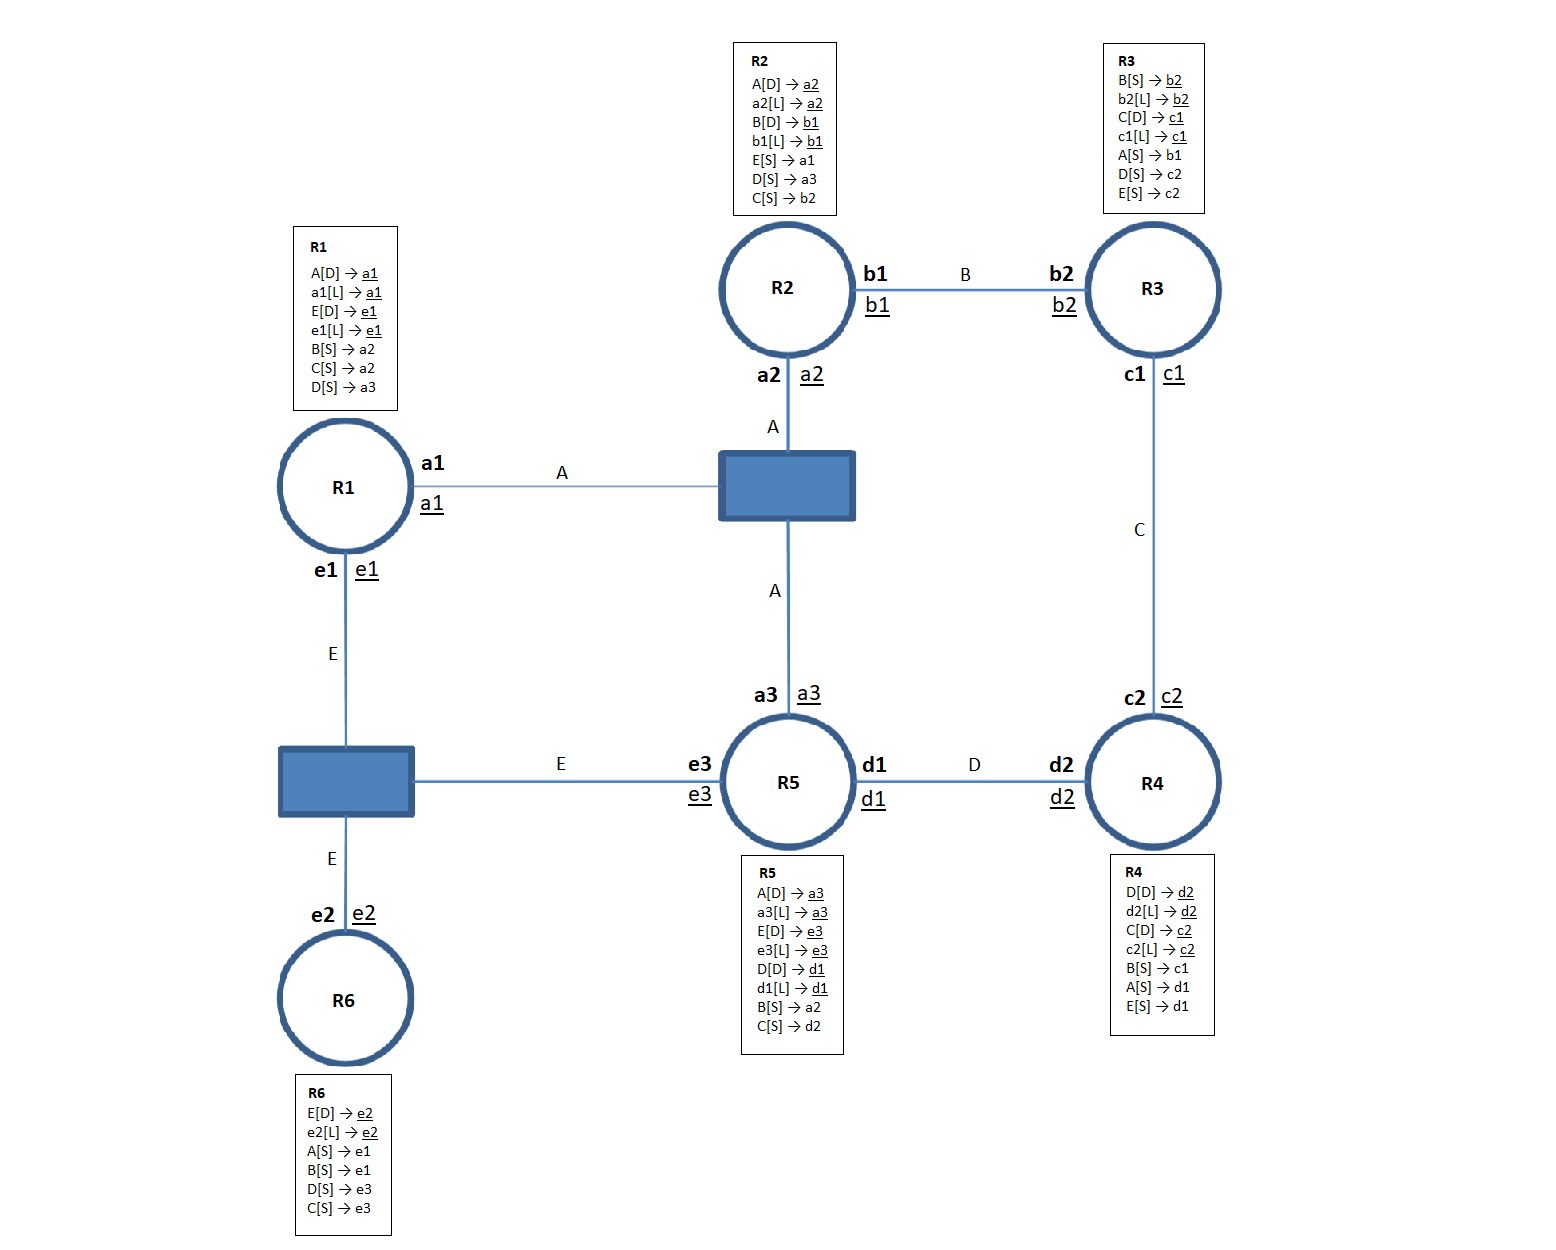 R2
A[D] → a2
a2[L] → a2
B[D] → b1
b1[L] → b1
E[S] → a1
D[S] → a3
C[S] → b2
R3
B[S] → b2
b2[L] → b2
C[D] → c1
c1[L] → c1
A[S] → b1
D[S] → c2
E[S] → c2
R1
A[D] → a1
a1[L] → a1
E[D] → e1
e1[L] → e1
B[S] → a2
C[S] → a2
D[S] → a3
R2
b1
b1
B
b2
b2
R3
a2
a2
c1
c1
A
R1
a1
a1
A
C
e1
e1
A
E
a3
a3
c2
c2
E
e3
e3
R5
d1
d1
D
d2
d2
R4
E
e2
e2
R6
R5
A[D] → a3
a3[L] → a3
E[D] → e3
e3[L] → e3
D[D] → d1
d1[L] → d1
B[S] → a2
C[S] → d2
R4
D[D] → d2
d2[L] → d2
C[D] → c2
c2[L] → c2
B[S] → c1
A[S] → d1
E[S] → d1
R6
E[D] → e2
e2[L] → e2
A[S] → e1
B[S] → e1
D[S] → e3
C[S] → e3